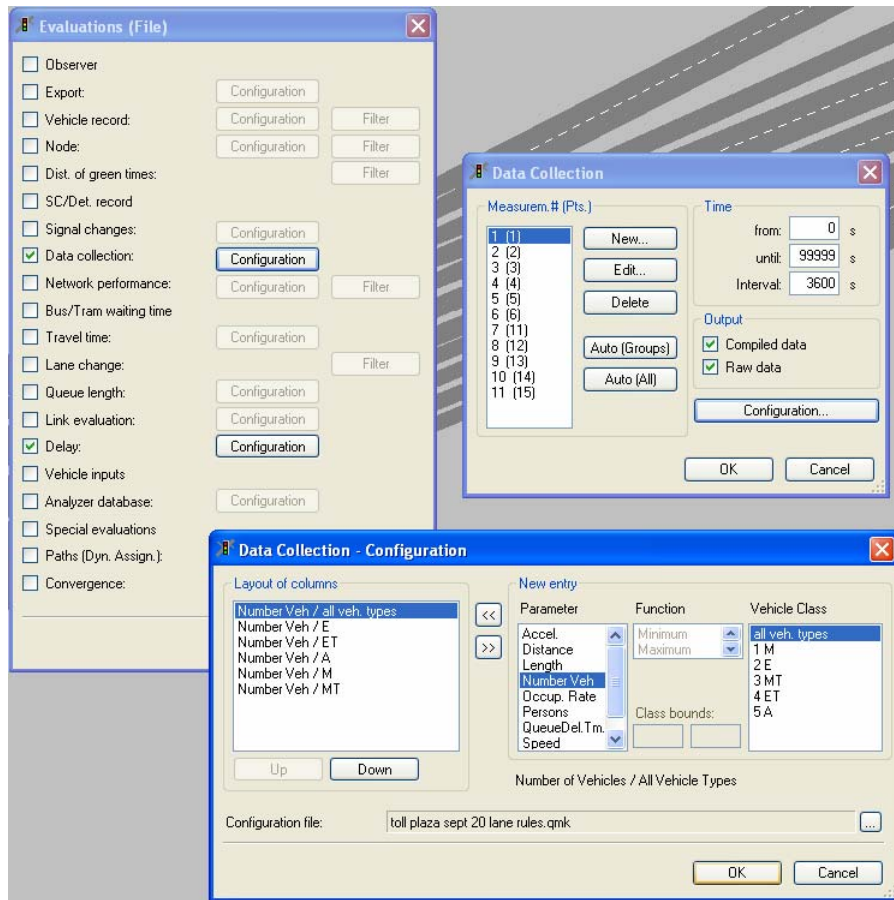 Evaluations (File)
Observer
Export: Configuration
Vehicle record: Configuration Filter
Node: Configuration Filter
Dist. of green times: Filter
SC/Det. record
Signal changes: Configuration
Data collection: Configuration
Network performance: Configuration Filter
Bus/Tram waiting time
Travel time: Configuration
Lane change: Filter
Queue length: Configuration
Link evaluation: Configuration
Delay: Configuration
Vehicle inputs
Analyzer database: Configuration
Special evaluations
Paths (Dyn. Assign.):
Convergence:
Data Collection
Measurem.# (Pts.)
1 (1)
2 (2)
3 (3)
4 (4)
5 (5)
6 (6)
7 (11)
8 (12)
9 (13)
10 (14)
11 (15)
New...
Edit...
Delete
Auto (Groups)
Auto (All)
Time
from: 0 s
until: 99999 s
Interval: 3600 s
Output
Compiled data
Raw data
Configuration...
OK Cancel
Data Collection - Configuration
Layout of columns
Number Veh / all veh. types
Number Veh / E
Number Veh / ET
Number Veh / A
Number Veh / M
Number Veh / MT
Up Down
<<
>>
New entry
Parameter
Accel.
Distance
Length
Number Veh
Occup. Rate
Persons
QueueDel.Tm.
Speed
Function
Minimum
Maximum
Class bounds:
Vehicle Class
all veh. types
1 M
2 E
3 MT
4 ET
5 A
Number of Vehicles / All Vehicle Types
Configuration file: toll plaza sept 20 lane rules.qmk ...
OK Cancel